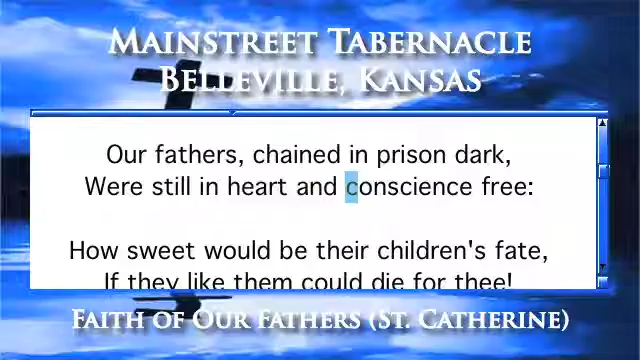 Mainstreet Tabernacle
Belleville, Kansas
Our fathers, chained in prison dark,
Were still in heart and conscience free:
How sweet would be their children's fate,
If they like them could die for thee!
Faith of Our Fathers (St. Catherine)